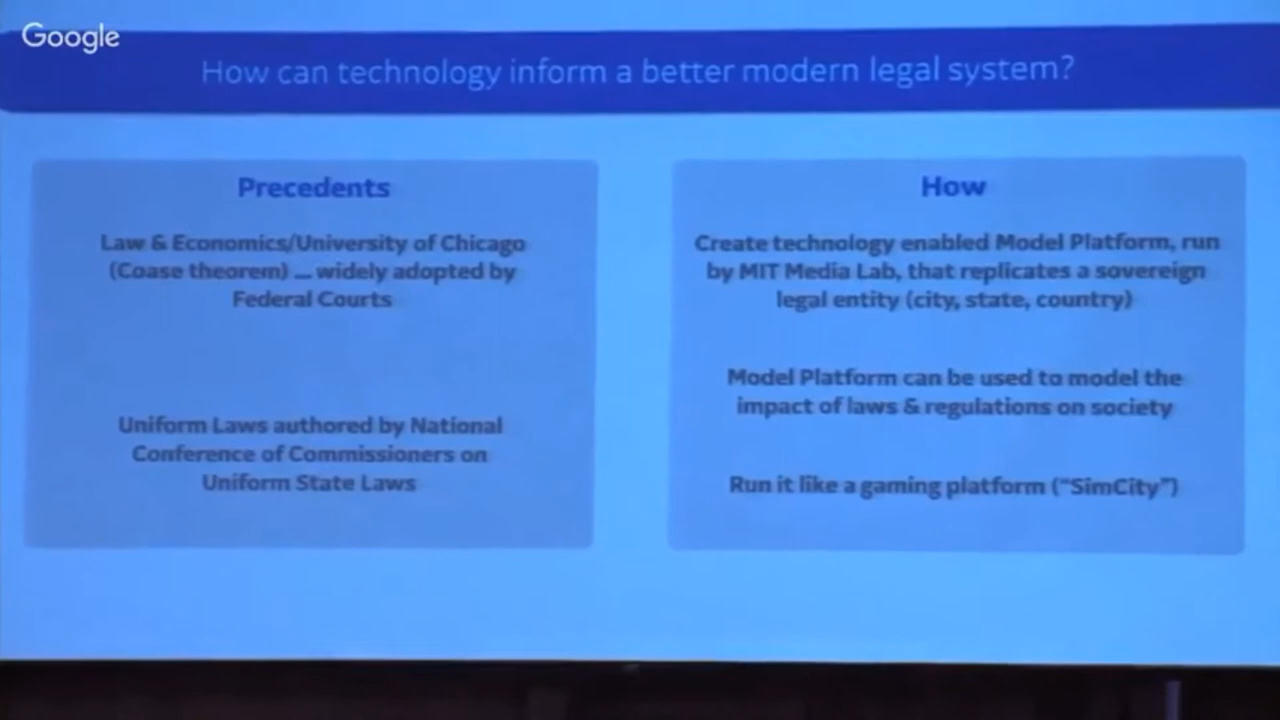 Google
How can technology inform a better modern legal system?
Precedents
Law & Economics/University of Chicago
(Coase theorem) ... widely adopted by
Federal Courts
Uniform Laws authored by National
Conference of Commissioners on
Uniform State Laws
How
Create technology enabled Model Platform, run
by MIT Media Lab, that replicates a sovereign
legal entity (city, state, country)
Model Platform can be used to model the
impact of laws & regulations on society
Run it like a gaming platform ("SimCity")